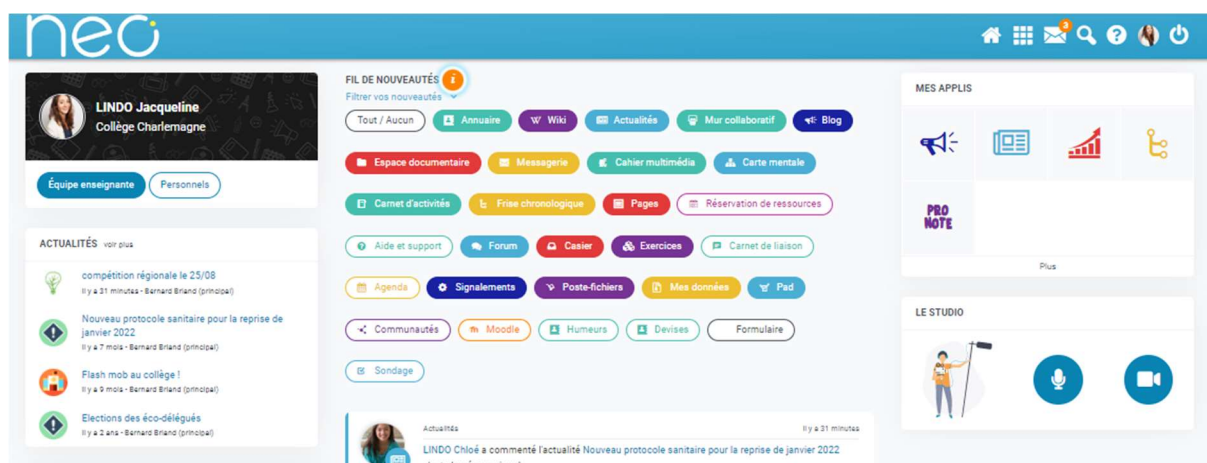 neo
3
LINDO Jacqueline
Collège Charlemagne
Équipe enseignante Personnels
ACTUALITÉS voir plus
compétition régionale le 25/08
Il y a 31 minutes - Bernard Briand (principal)
Nouveau protocole sanitaire pour la reprise de
janvier 2022
Il y a 7 mois - Bernard Briand (principal)
Flash mob au collège !
Il y a 9 mois - Bernard Briand (principal)
Elections des éco-délégués
Il y a 2 ans - Bernard Briand (principal)
FIL DE NOUVEAUTÉS i
Filtrer vos nouveautés
Tout / Aucun Annuaire W Wiki Actualités Mur collaboratif Blog
Espace documentaire Messagerie Cahier multimédia Carte mentale
Carnet d'activités Frise chronologique Pages Réservation de ressources
Aide et support Forum Casier Exercices Carnet de liaison
Agenda Signalements Poste-fichiers Mes données Pad
Communautés m Moodle Humeurs Devises Formulaire
Sondage
Actualités Il y a 31 minutes
LINDO Chloé a commenté l'actualité Nouveau protocole sanitaire pour la reprise de janvier 2022
MES APPLIS
PRO
NOTE
Plus
LE STUDIO